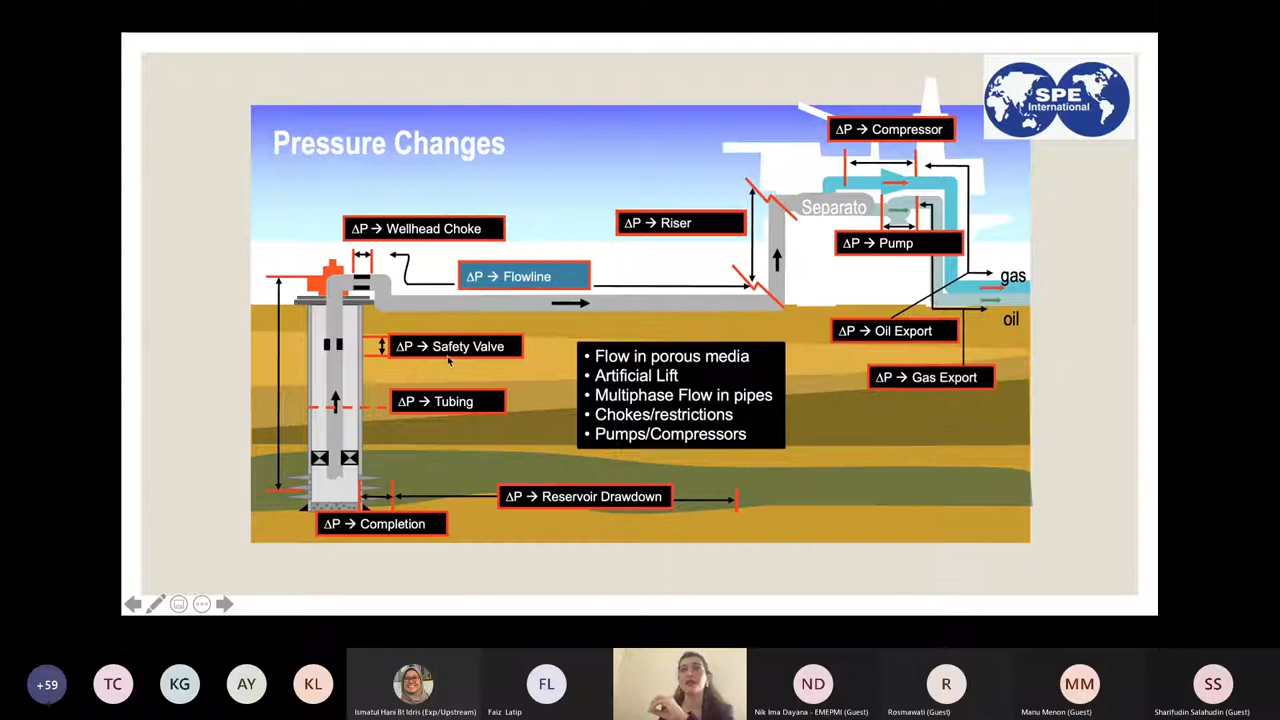 SPE
International
Pressure Changes
ΔP → Compressor
ΔP → Wellhead Choke
ΔP → Riser
Separato
ΔP → Pump
ΔP → Flowline
gas
oil
ΔP → Safety Valve
ΔP → Oil Export
ΔP → Gas Export
ΔP → Tubing
• Flow in porous media
• Artificial Lift
• Multiphase Flow in pipes
• Chokes/restrictions
• Pumps/Compressors
ΔP → Reservoir Drawdown
ΔP → Completion
+59
TC
KG
AY
KL
FL
ND
R
MM
SS
Ismatul Hani Bt Idris (Exp/Upstream)
Faiz Latip
Nik Ima Dayana - EMEPMI (Guest)
Rosmawati (Guest)
Manu Menon (Guest)
Sharifudin Salahudin (Guest)